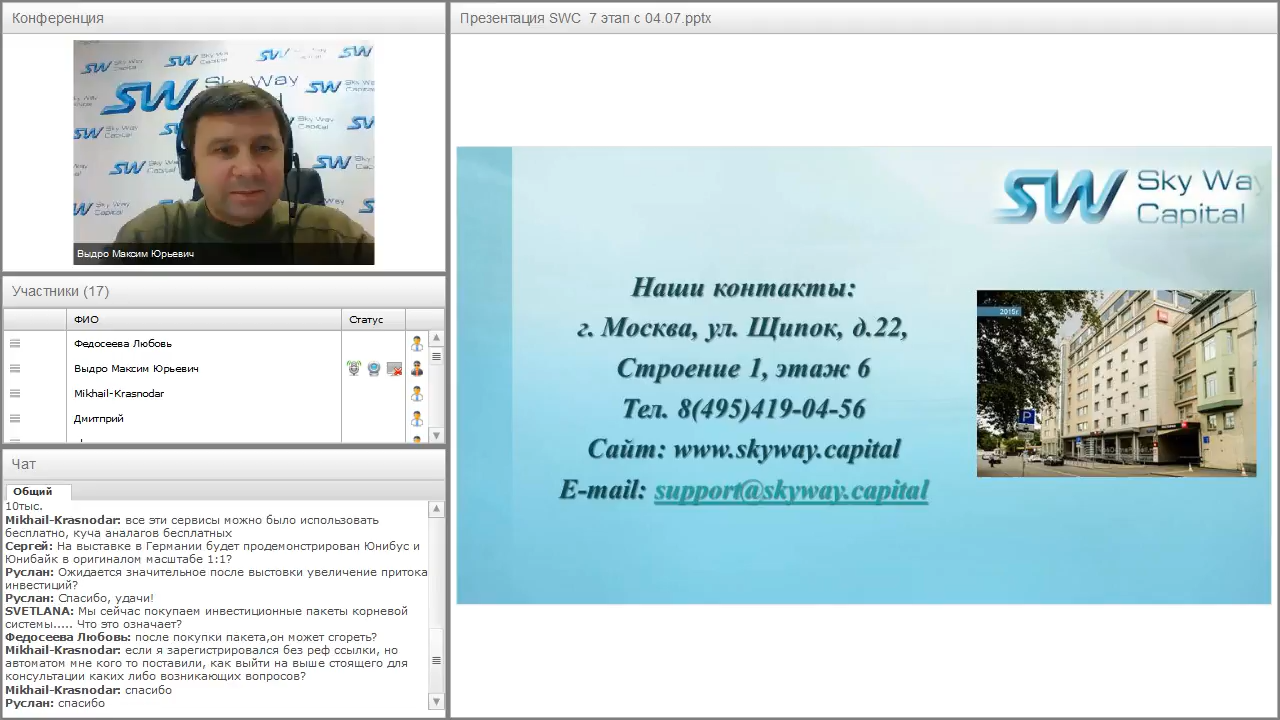 Конференция
SW Sky Way Capital
Выдро Максим Юрьевич
Участники (17)
ФИО Статус
Федосеева Любовь
Выдро Максим Юрьевич
Mikhail-Krasnodar
Дмитприй
Чат
Общий
10тыс.
Mikhail-Krasnodar: все эти сервисы можно было использовать
бесплатно, куча аналагов бесплатных
Сергей: На выставке в Германии будет продемонстрирован Юнибус и
Юнибайк в оригиналом масштабе 1:1?
Руслан: Ожидается значительное после выстовки увеличение притока
инвестиций?
Руслан: Спасибо, удачи!
SVETLANA: Мы сейчас покупаем инвестиционные пакеты корневой
системы..... Что это означает?
Федосеева Любовь: после покупки пакета,он может сгореть?
Mikhail-Krasnodar: если я зарегистрировался без реф ссылки, но
автоматом мне кого то поставили, как выйти на выше стоящего для
консультации каких либо возникающих вопросов?
Mikhail-Krasnodar: спасибо
Руслан: спасибо
Презентация SWC 7 этап с 04.07.pptx
SW Sky Way
Capital
Наши контакты:
г. Москва, ул. Щипок, д.22,
Строение 1, этаж 6
Тел. 8(495)419-04-56
Сайт: www.skyway.capital
E-mail: support@skyway.capital
2015г
P